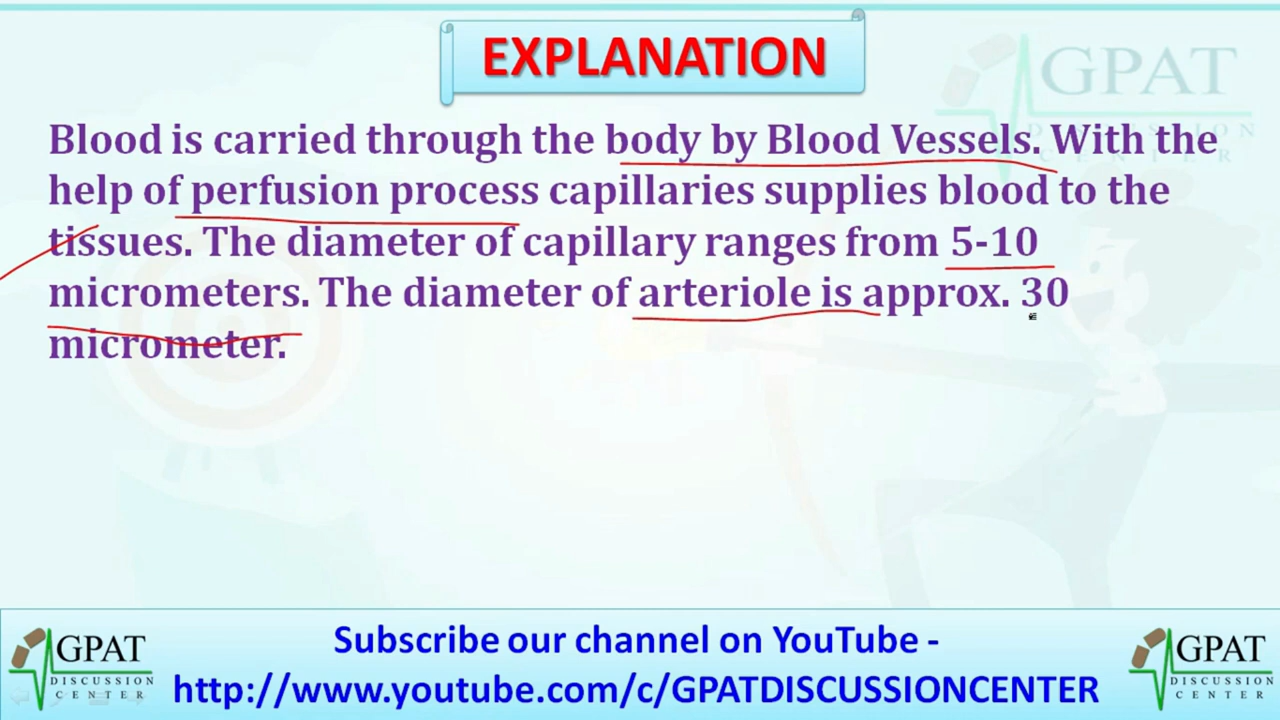 EXPLANATION
GPAT
DISCUSSION
CENTER
Blood is carried through the body by Blood Vessels. With the
help of perfusion process capillaries supplies blood to the
tissues. The diameter of capillary ranges from 5-10
micrometers. The diameter of arteriole is approx. 30
micrometer.
GPAT
DISCUSSION
CENTER
Subscribe our channel on YouTube -
http://www.youtube.com/c/GPATDISCUSSIONCENTER
GPAT
DISCUSSION
CENTER